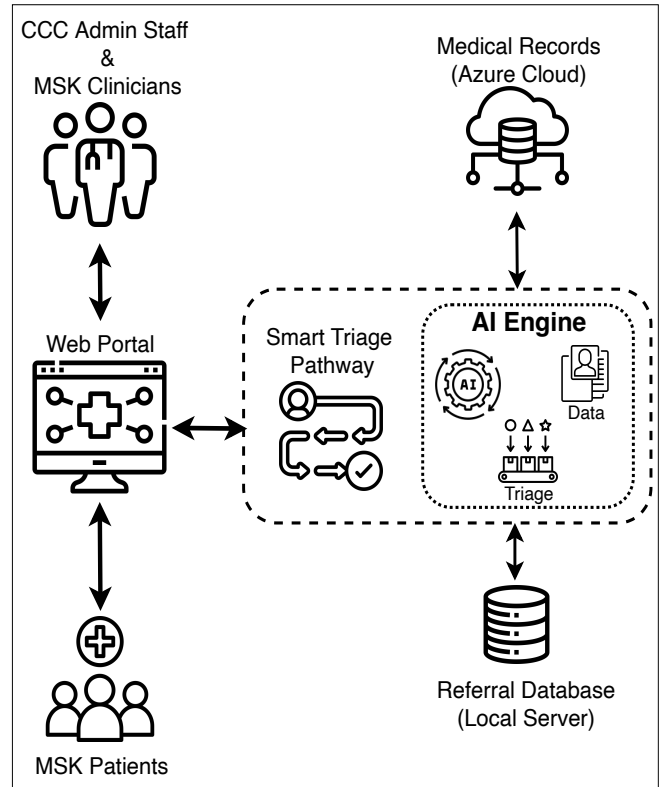 CCC Admin Staff
&
MSK Clinicians
Medical Records
(Azure Cloud)
Web Portal
Smart Triage
Pathway
AI Engine
AI
Data
Triage
Referral Database
(Local Server)
MSK Patients